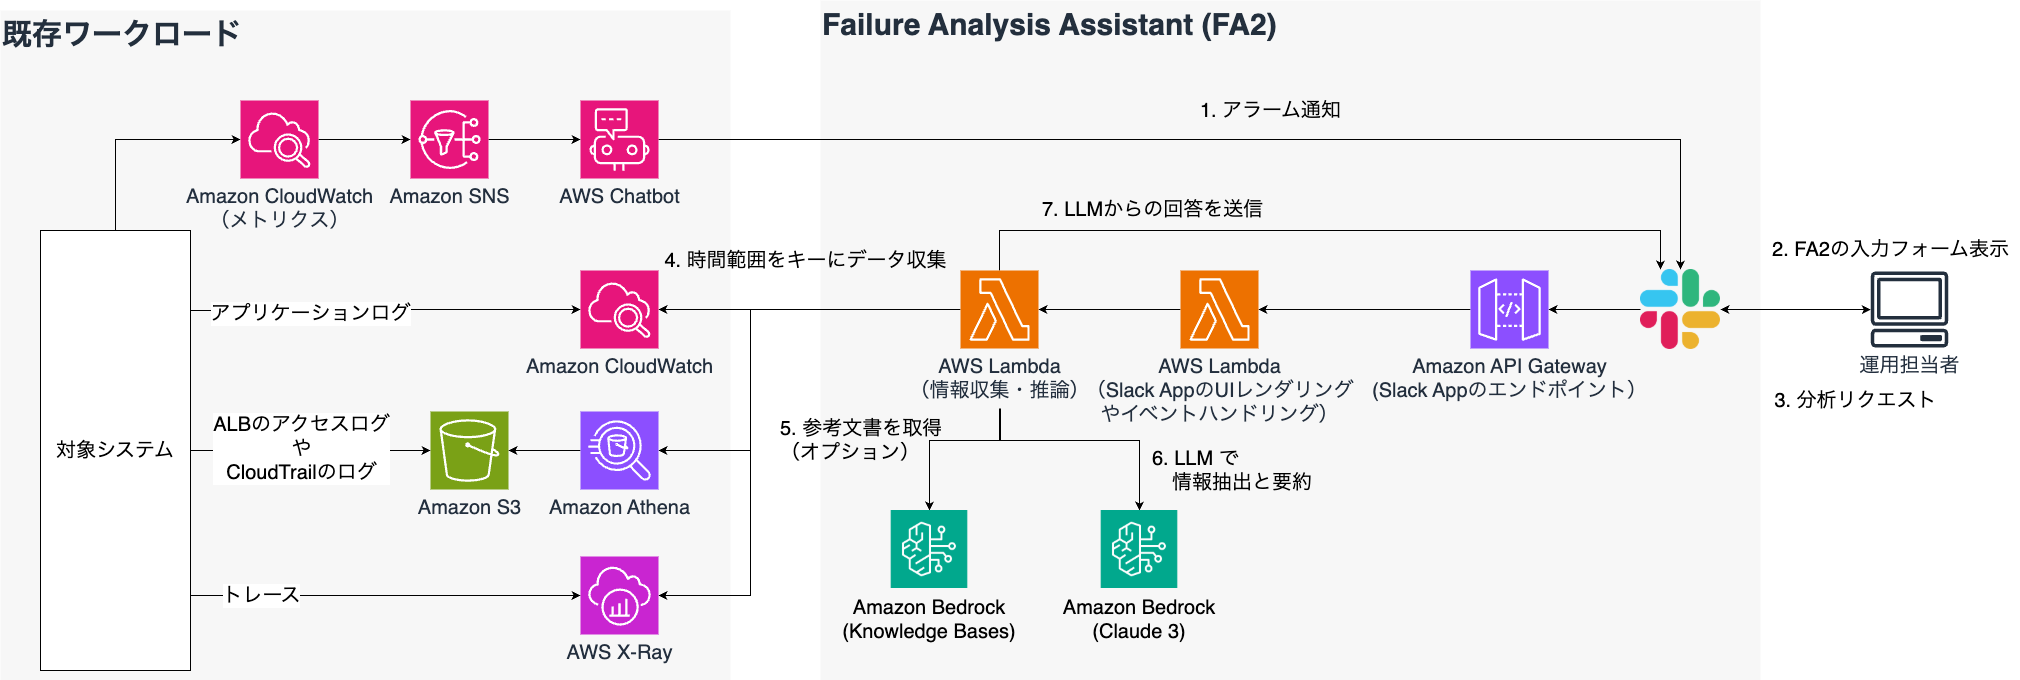 既存ワークロード
Failure Analysis Assistant (FA2)
1. アラーム通知
Amazon CloudWatch
（メトリクス）
Amazon SNS
AWS Chatbot
7. LLMからの回答を送信
4. 時間範囲をキーにデータ収集
2. FA2の入力フォーム表示
アプリケーションログ
Amazon CloudWatch
AWS Lambda
（情報収集・推論）
AWS Lambda
（Slack AppのUIレンダリング
やイベントハンドリング）
Amazon API Gateway
(Slack Appのエンドポイント）
運用担当者
3. 分析リクエスト
対象システム
ALBのアクセスログ
や
CloudTrailのログ
Amazon S3
Amazon Athena
5. 参考文書を取得
（オプション）
6. LLM で
情報抽出と要約
トレース
AWS X-Ray
Amazon Bedrock
(Knowledge Bases)
Amazon Bedrock
(Claude 3)